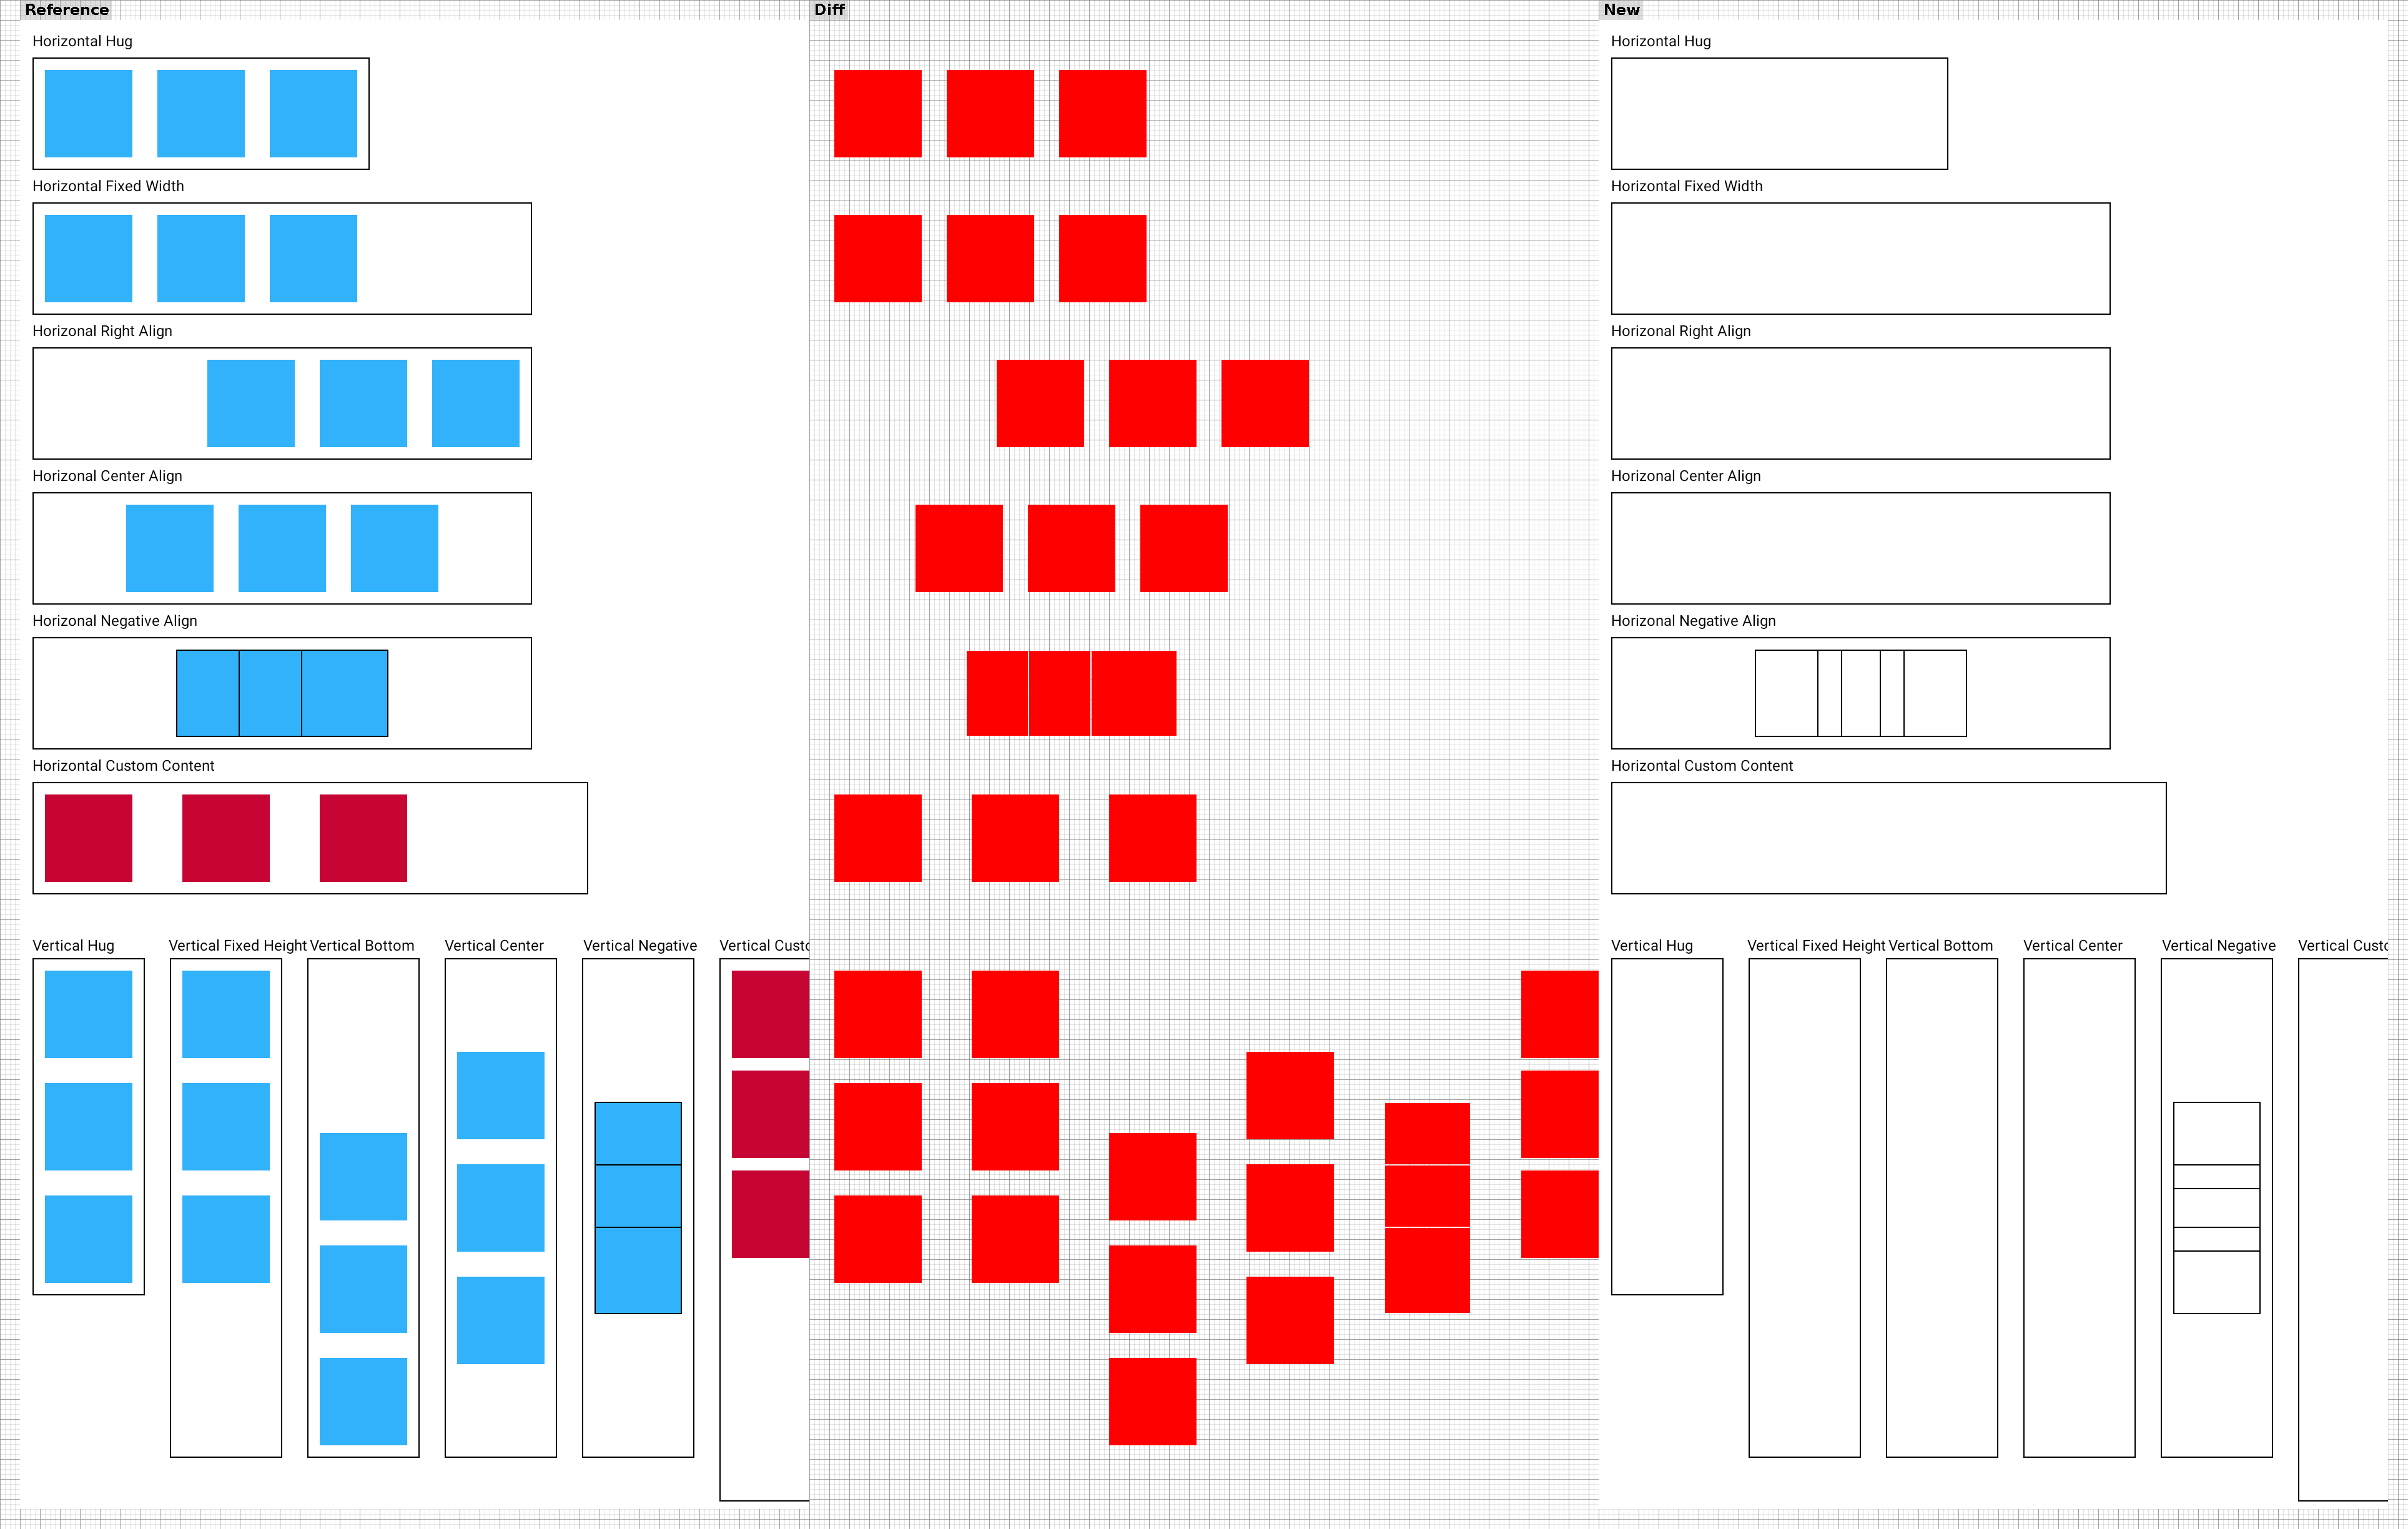 Reference
Diff
New
Horizontal Hug
Horizontal Hug
Horizontal Fixed Width
Horizontal Fixed Width
Horizonal Right Align
Horizonal Right Align
Horizonal Center Align
Horizonal Center Align
Horizonal Negative Align
Horizonal Negative Align
Horizontal Custom Content
Horizontal Custom Content
Vertical Hug
Vertical Fixed Height
Vertical Bottom
Vertical Center
Vertical Negative
Vertical Custo
Vertical Hug
Vertical Fixed Height
Vertical Bottom
Vertical Center
Vertical Negative
Vertical Custo